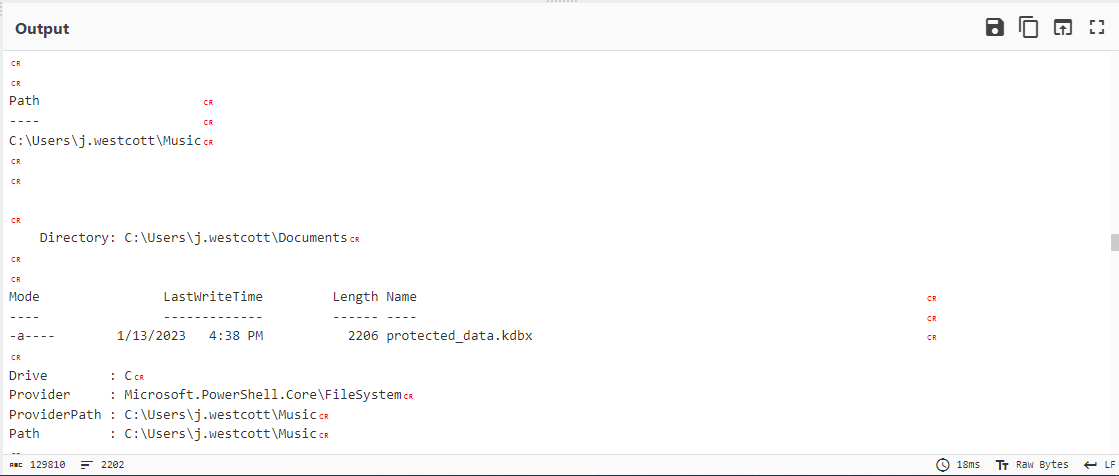 Output
CR
CR
Path CR
---- CR
C:\Users\j.westcott\Music CR
CR
CR
CR
    Directory: C:\Users\j.westcott\Documents CR
CR
CR
Mode                LastWriteTime         Length Name CR
----                -------------         ------ ---- CR
-a----        1/13/2023   4:38 PM           2206 protected_data.kdbx CR
CR
Drive        : C CR
Provider     : Microsoft.PowerShell.Core\FileSystem CR
ProviderPath : C:\Users\j.westcott\Music CR
Path         : C:\Users\j.westcott\Music CR
ABC 129810 2202 18ms Tт Raw Bytes LF